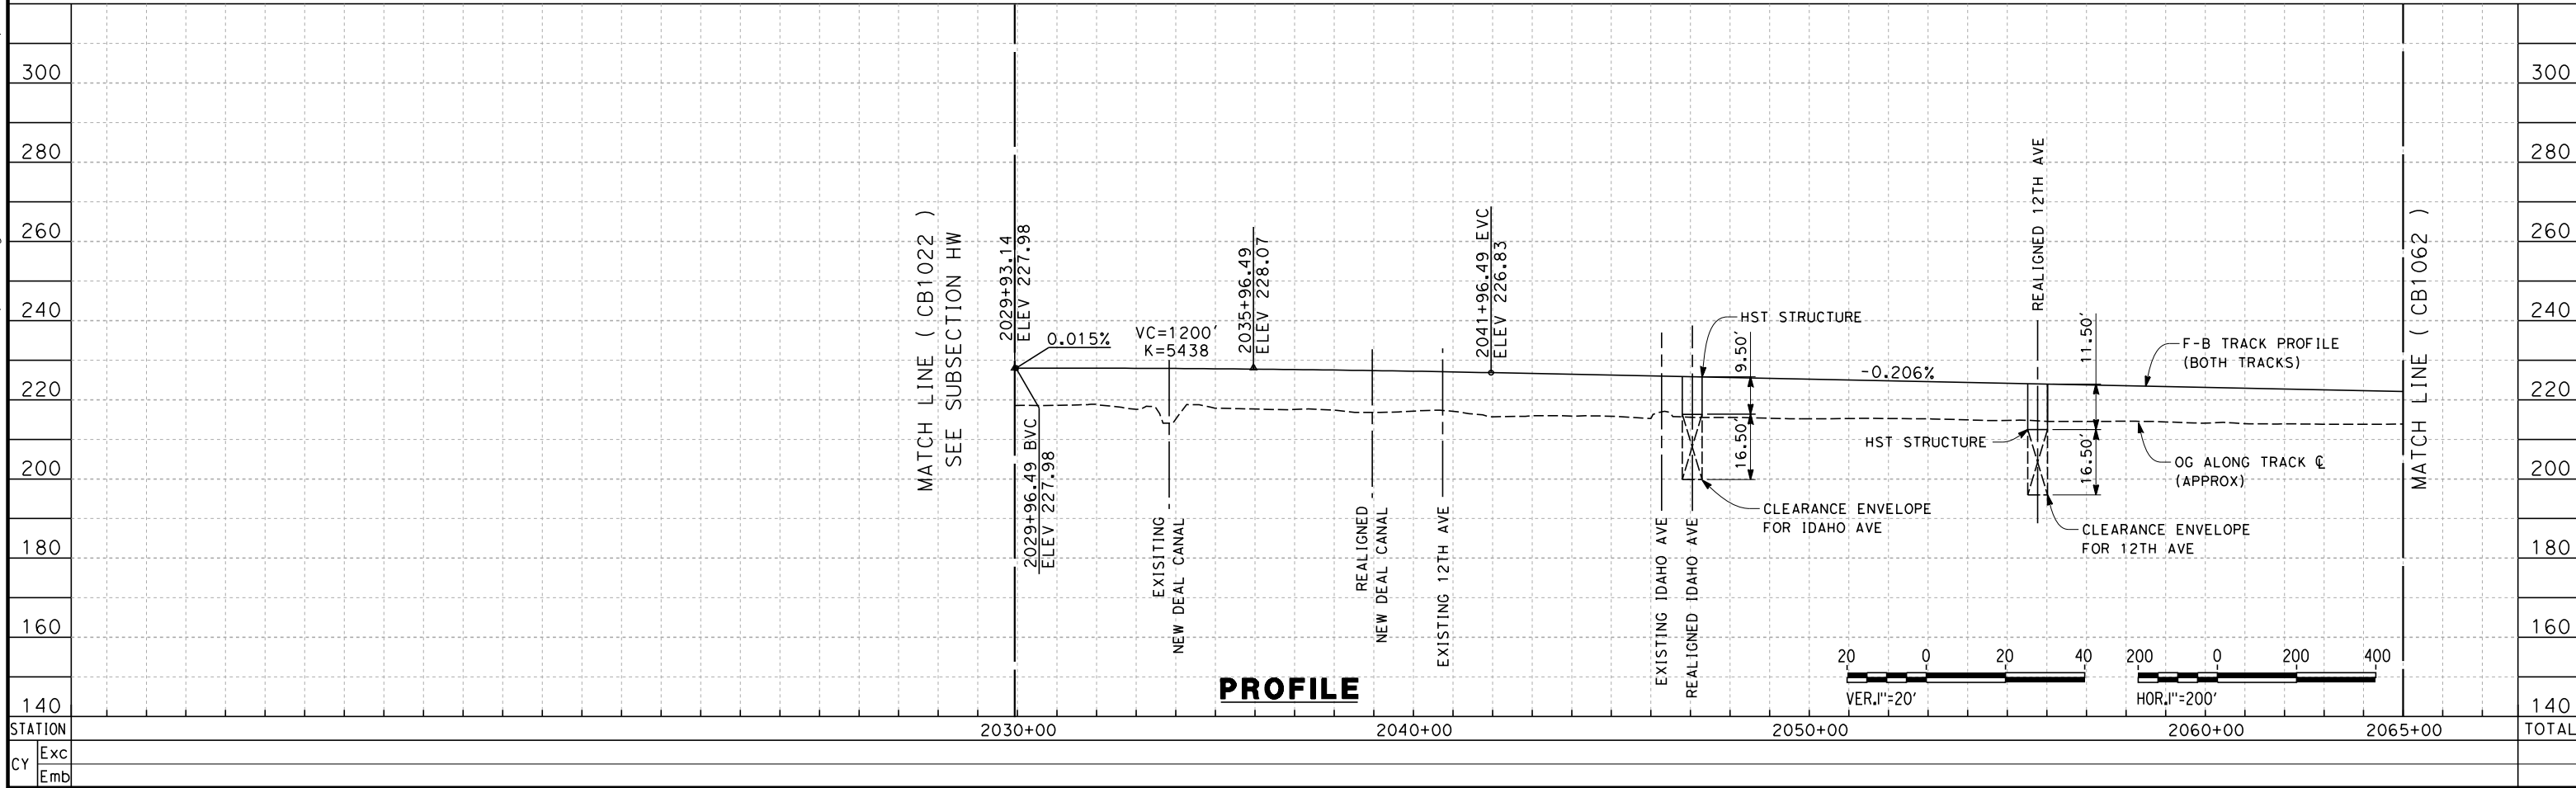 300
280
260
240
220
200
180
160
140
MATCH LINE ( CB1022 )
SEE SUBSECTION HW
2029+93.14
ELEV 227.98
0.015%
2029+96.49 BVC
ELEV 227.98
VC=1200'
K=5438
EXISITING
NEW DEAL CANAL
2035+96.49
ELEV 228.07
REALIGNED
NEW DEAL CANAL
EXISTING 12TH AVE
2041+96.49 EVC
ELEV 226.83
EXISTING IDAHO AVE
REALIGNED IDAHO AVE
HST STRUCTURE
9.50'
16.50'
CLEARANCE ENVELOPE
FOR IDAHO AVE
-0.206%
REALIGNED 12TH AVE
HST STRUCTURE
11.50'
16.50'
CLEARANCE ENVELOPE
FOR 12TH AVE
F-B TRACK PROFILE
(BOTH TRACKS)
OG ALONG TRACK ℄
(APPROX)
MATCH LINE ( CB1062 )
300
280
260
240
220
200
180
160
140
PROFILE
20 0 20 40
VER.1"=20'
200 0 200 400
HOR.1"=200'
STATION 2030+00 2040+00 2050+00 2060+00 2065+00 TOTAL
CY
Exc
Emb